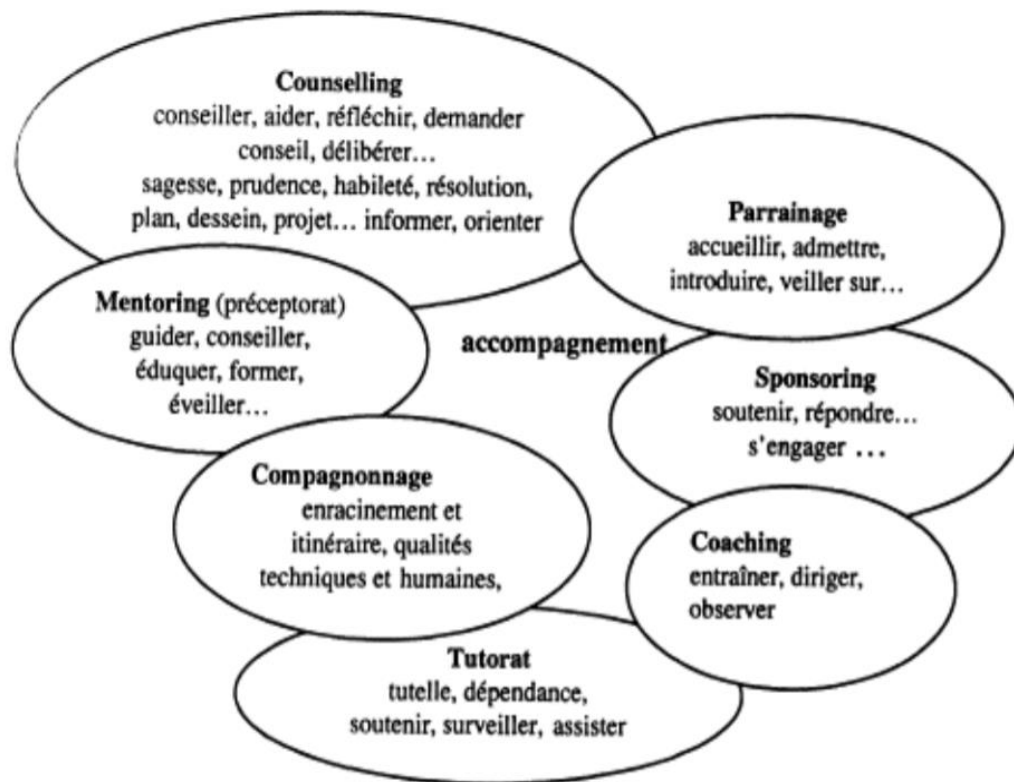 Counselling
conseiller, aider, réfléchir, demander
conseil, délibérer…
sagesse, prudence, habileté, résolution,
plan, dessein, projet… informer, orienter
Parrainage
accueillir, admettre,
introduire, veiller sur…
Mentoring (préceptorat)
guider, conseiller,
éduquer, former,
éveiller…
accompagnement
Sponsoring
soutenir, répondre…
s'engager …
Compagnonnage
enracinement et
itinéraire, qualités
techniques et humaines,
Coaching
entraîner, diriger,
observer
Tutorat
tutelle, dépendance,
soutenir, surveiller, assister